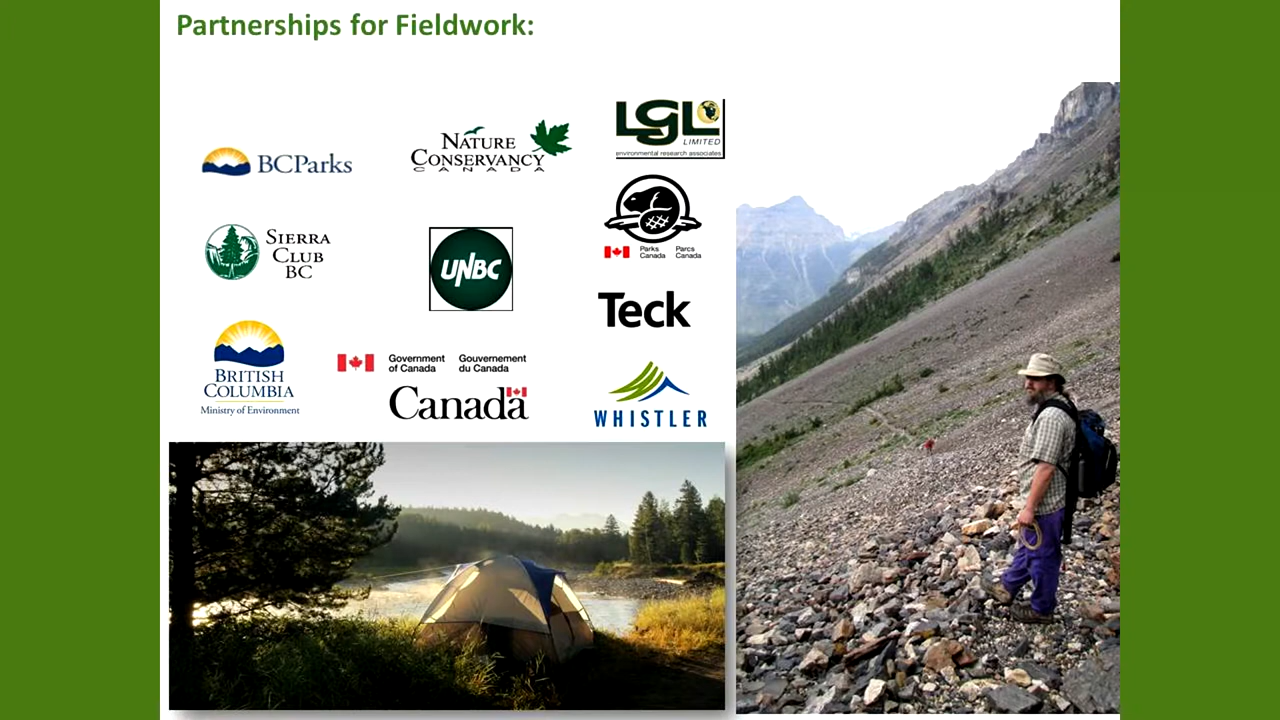 Partnerships for Fieldwork:
BCParks
NATURE
CONSERVANCY
CANADA
LGL
LIMITED
environmental research associates
SIERRA
CLUB
BC
UNBC
Parks
Canada
Parcs
Canada
Teck
BRITISH
COLUMBIA
Ministry of Environment
Government
of Canada
Gouvernement
du Canada
Canada
WHISTLER